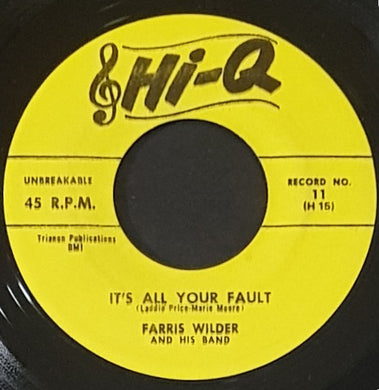 Hi-Q
UNBREAKABLE
45 R.P.M.
RECORD NO.
11
(H 15)
Trianon Publications
BMI
IT'S ALL YOUR FAULT
(Laddie Price-Marie Moore)
FARRIS WILDER
AND HIS BAND